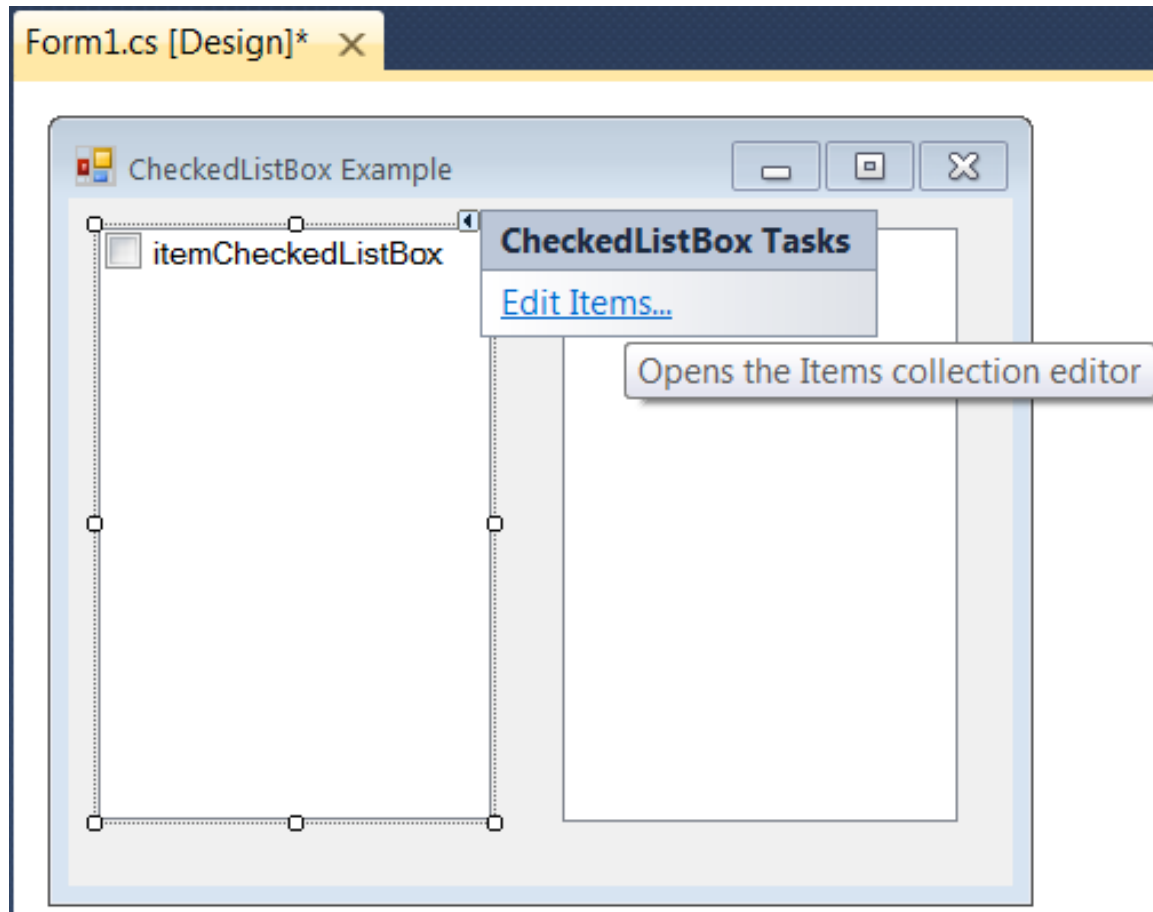 Form1.cs [Design]*
CheckedListBox Example
itemCheckedListBox
CheckedListBox Tasks
Edit Items...
Opens the Items collection editor